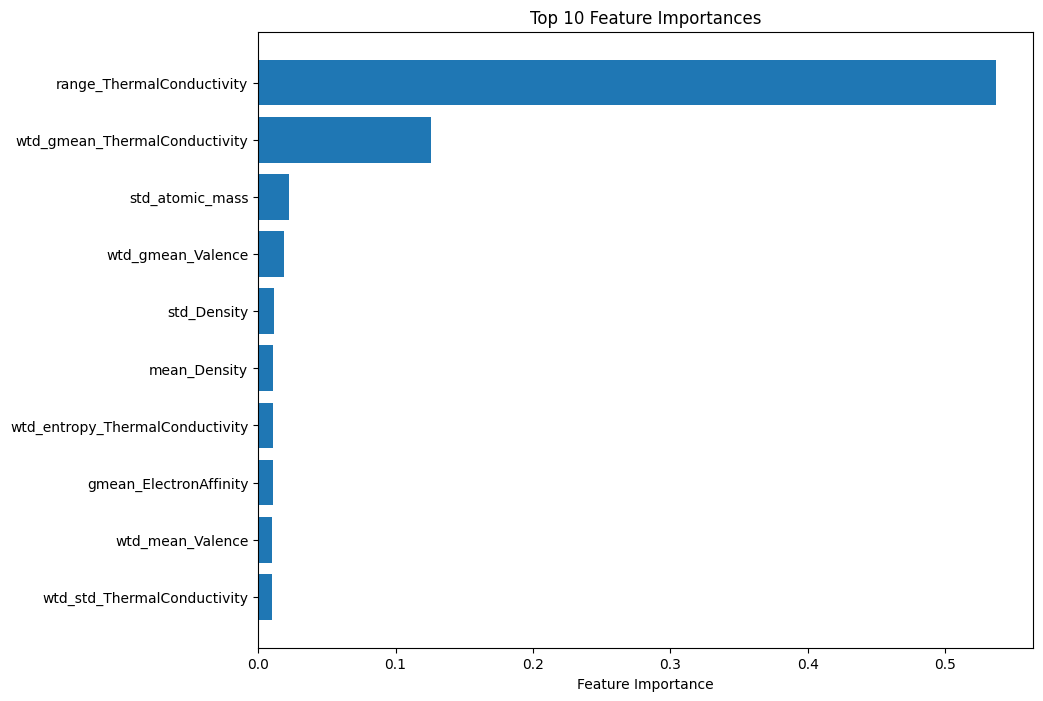 Top 10 Feature Importances
range_ThermalConductivity
wtd_gmean_ThermalConductivity
std_atomic_mass
wtd_gmean_Valence
std_Density
mean_Density
wtd_entropy_ThermalConductivity
gmean_ElectronAffinity
wtd_mean_Valence
wtd_std_ThermalConductivity
0.0 0.1 0.2 0.3 0.4 0.5
Feature Importance